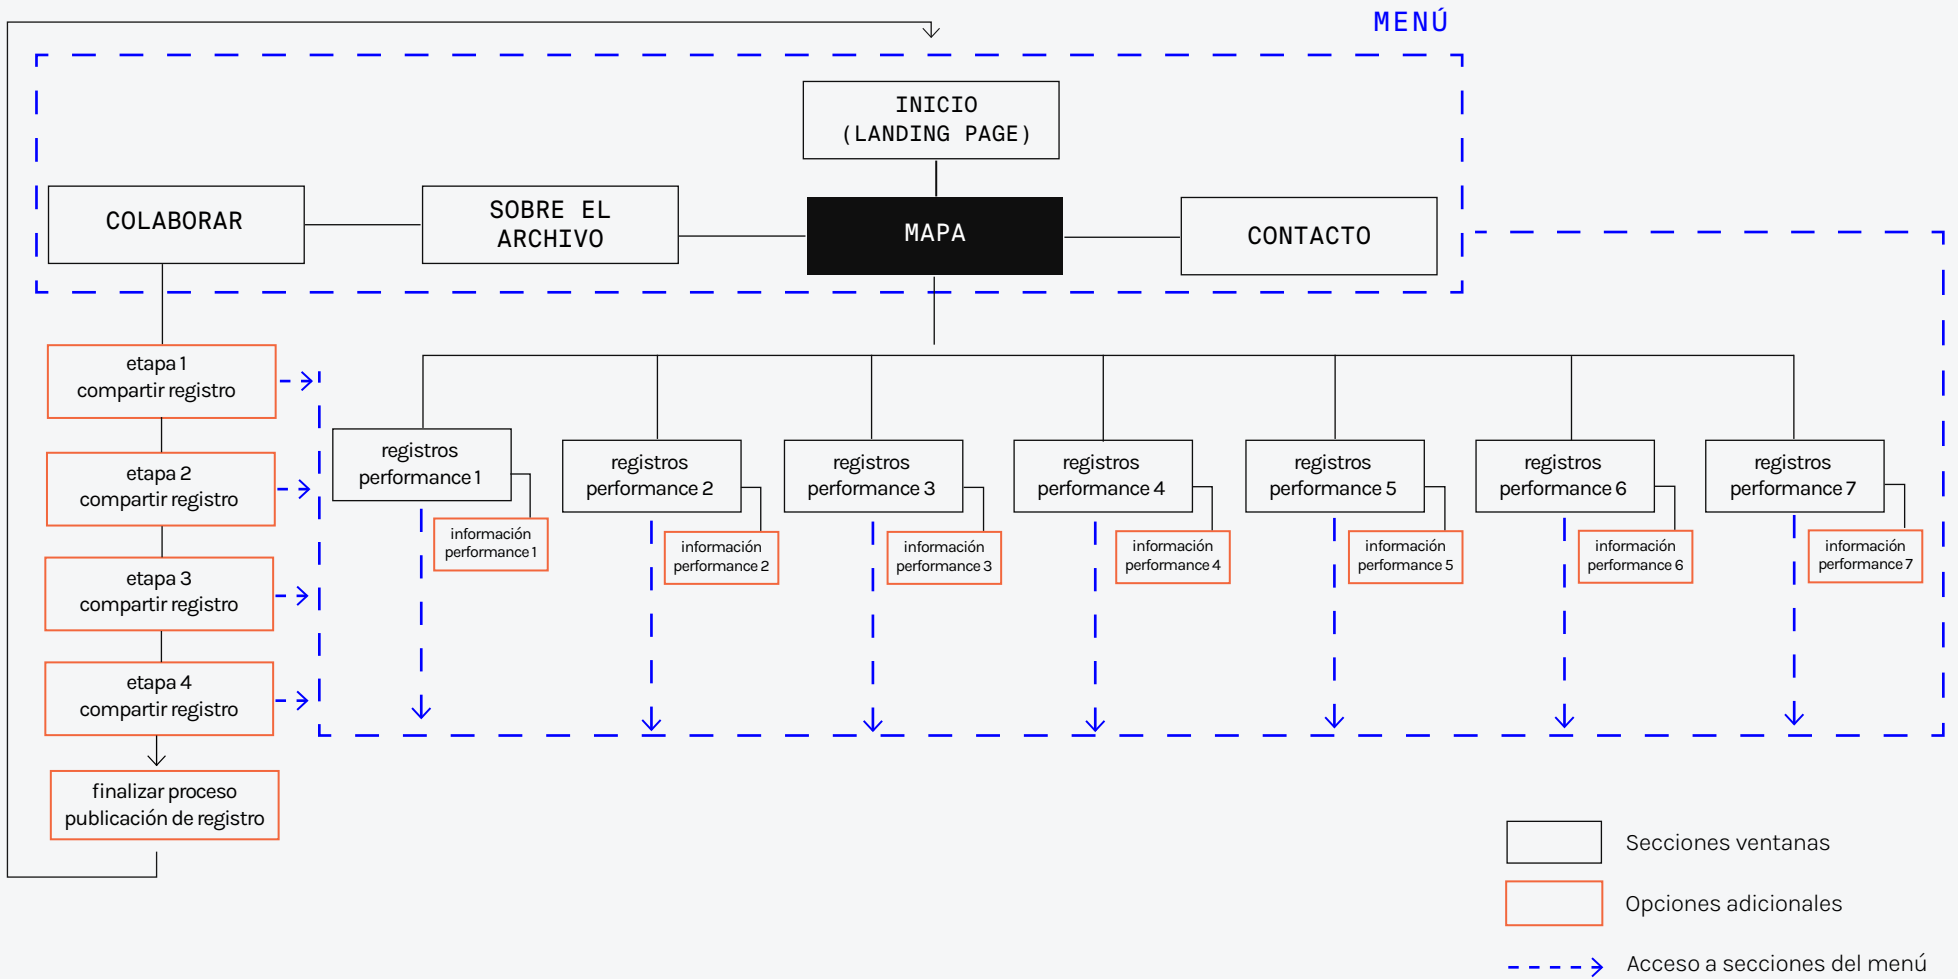 MENÚ
INICIO
(LANDING PAGE)
COLABORAR
SOBRE EL
ARCHIVO
MAPA
CONTACTO
etapa 1
compartir registro
etapa 2
compartir registro
etapa 3
compartir registro
etapa 4
compartir registro
finalizar proceso
publicación de registro
registros
performance 1
información
performance 1
registros
performance 2
información
performance 2
registros
performance 3
información
performance 3
registros
performance 4
información
performance 4
registros
performance 5
información
performance 5
registros
performance 6
información
performance 6
registros
performance 7
información
performance 7
Secciones ventanas
Opciones adicionales
Acceso a secciones del menú